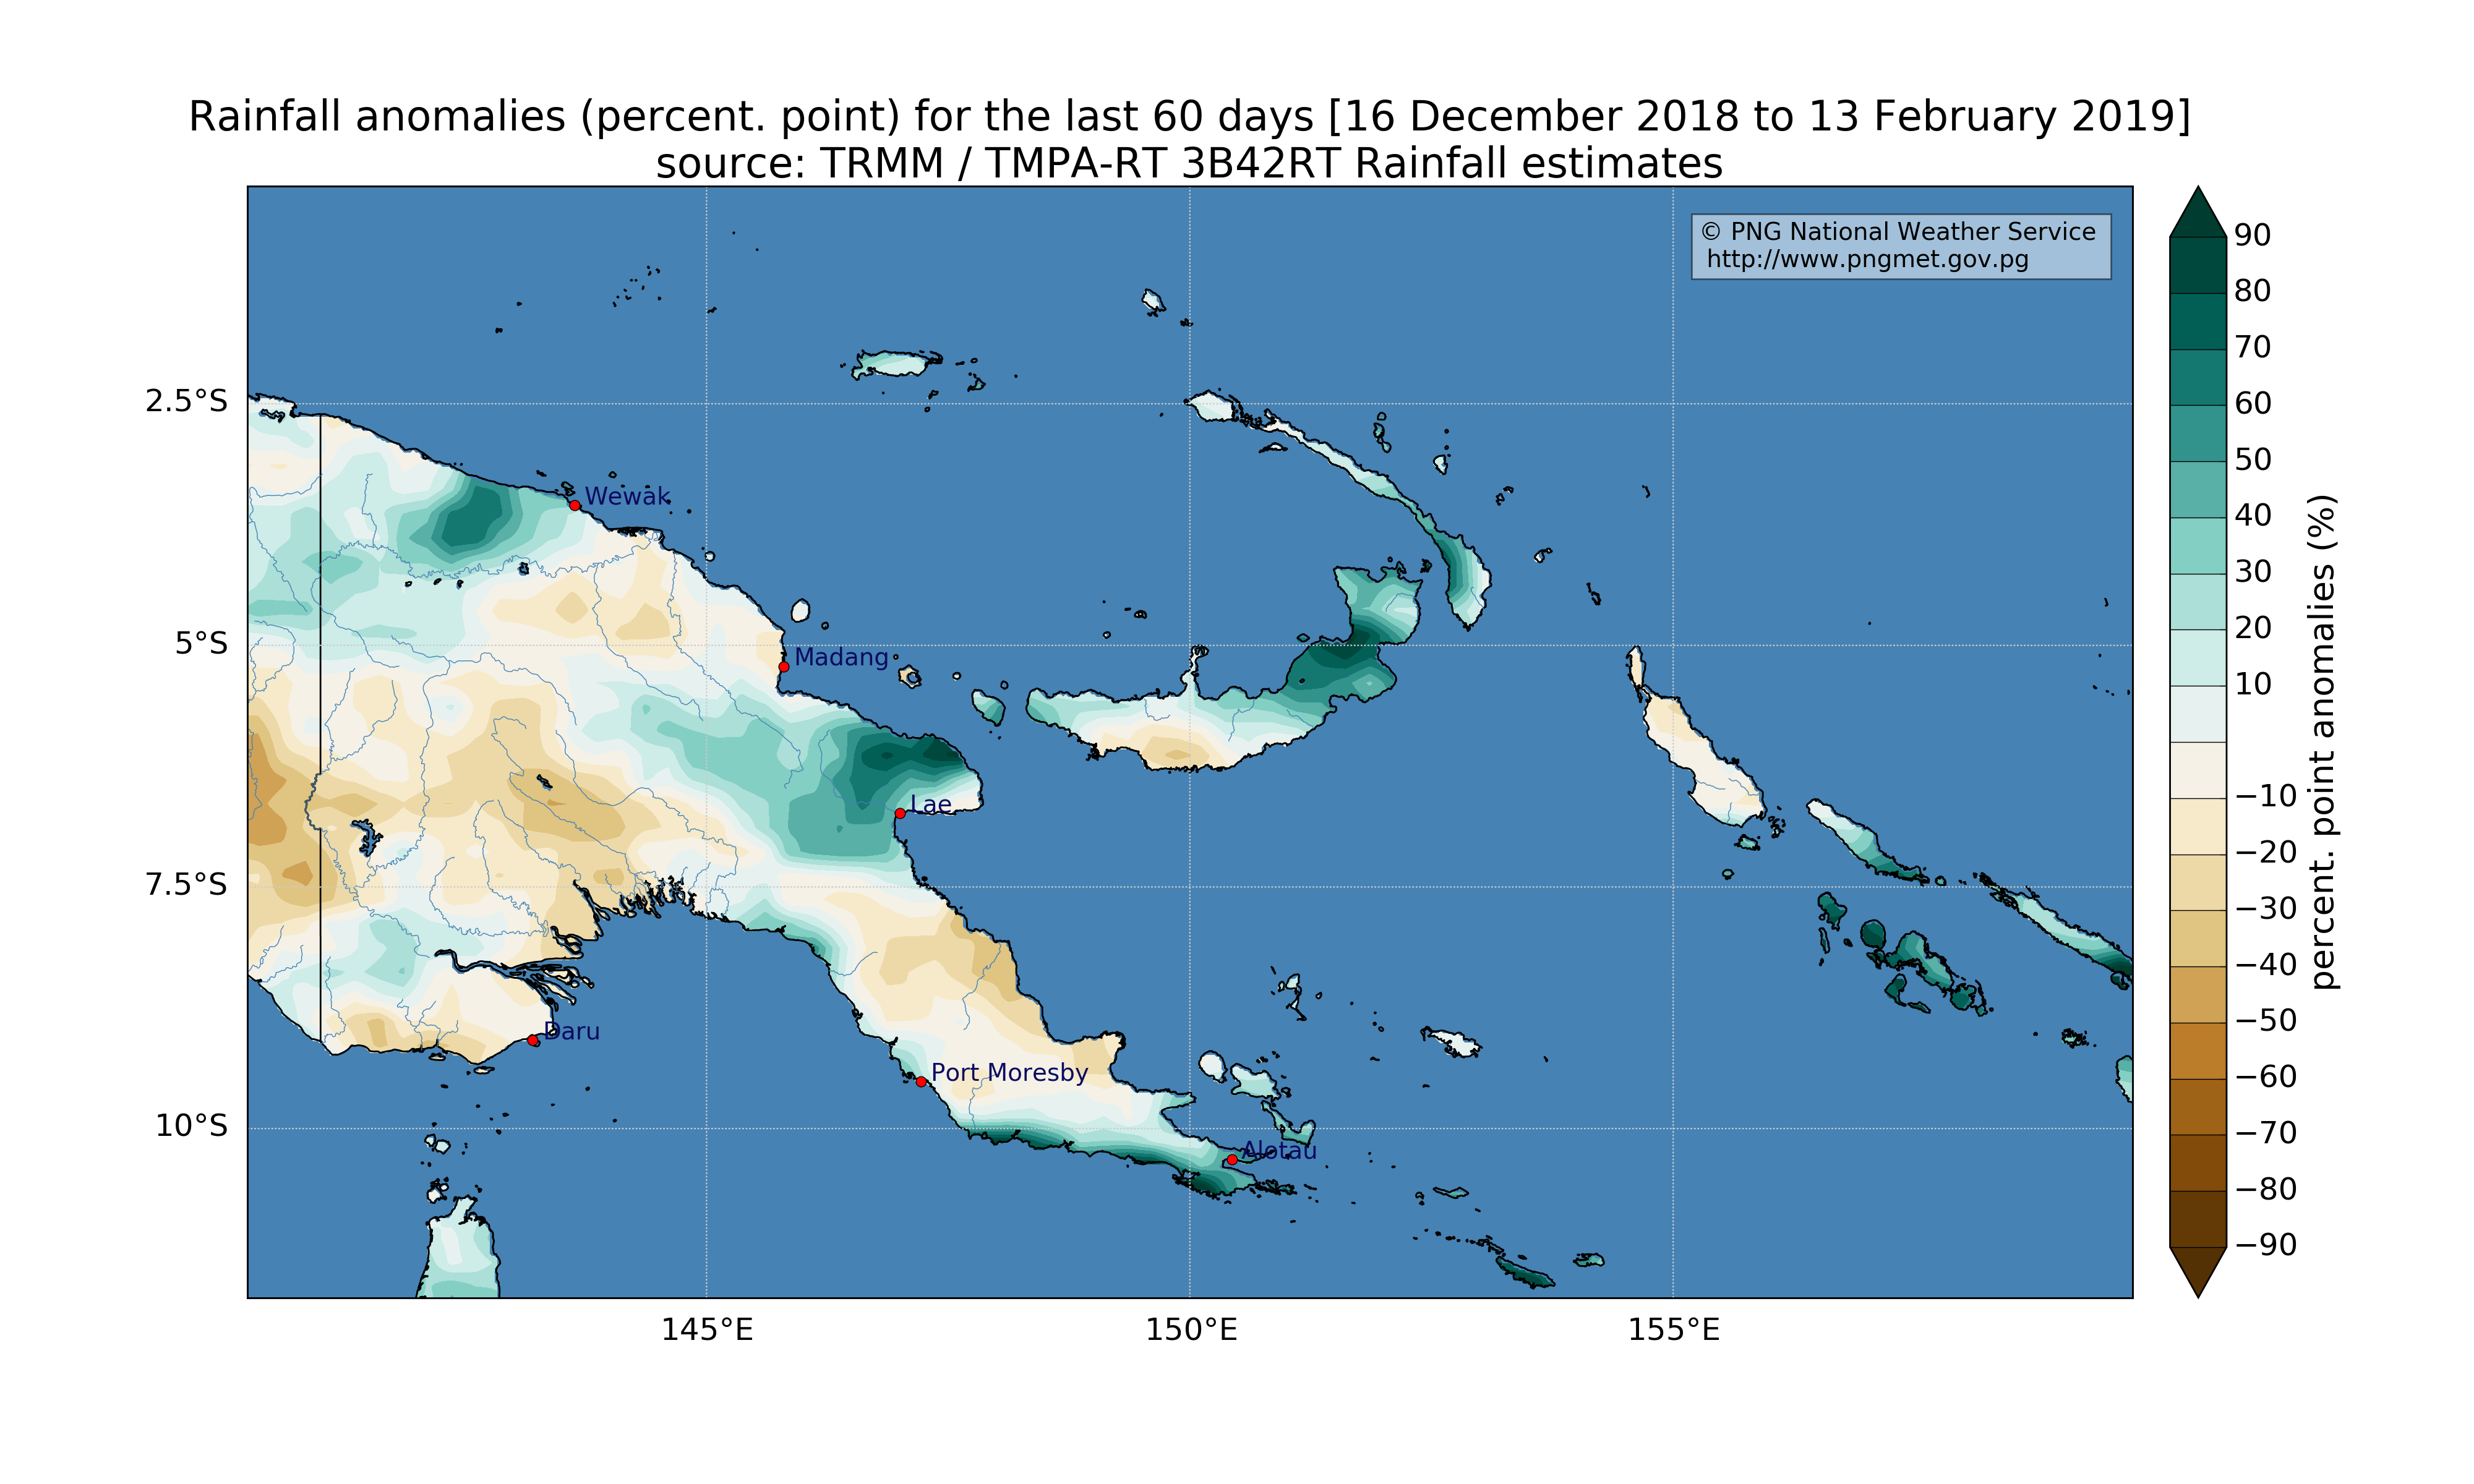 Rainfall anomalies (percent. point) for the last 60 days [16 December 2018 to 13 February 2019]
source: TRMM / TMPA-RT 3B42RT Rainfall estimates
© PNG National Weather Service
http://www.pngmet.gov.pg
2.5°S
5°S
7.5°S
10°S
145°E
150°E
155°E
Wewak
Madang
Lae
Daru
Port Moresby
Alotau
90
80
70
60
50
40
30
20
10
−10
−20
−30
−40
−50
−60
−70
−80
−90
percent. point anomalies (%)